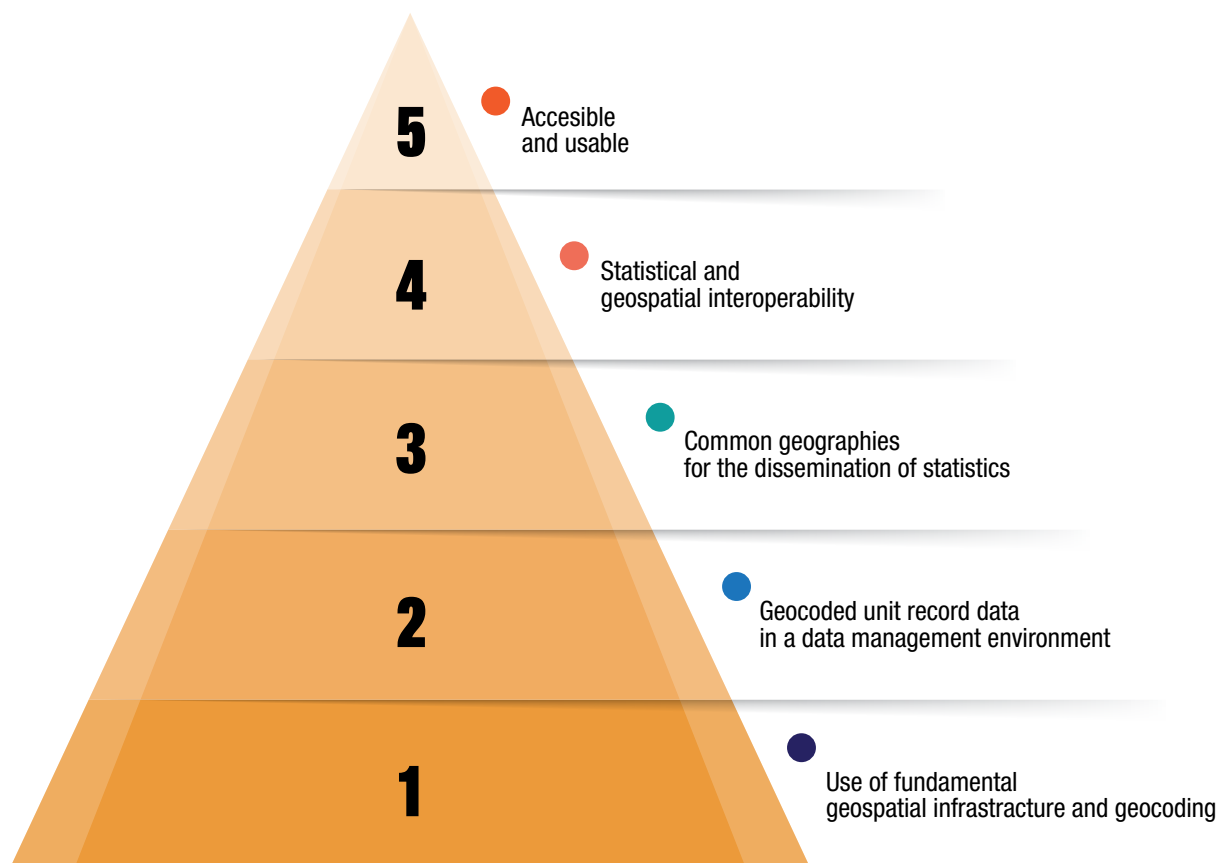 5
Accesible
and usable
4
Statistical and
geospatial interoperability
3
Common geographies
for the dissemination of statistics
2
Geocoded unit record data
in a data management environment
1
Use of fundamental
geospatial infrastracture and geocoding